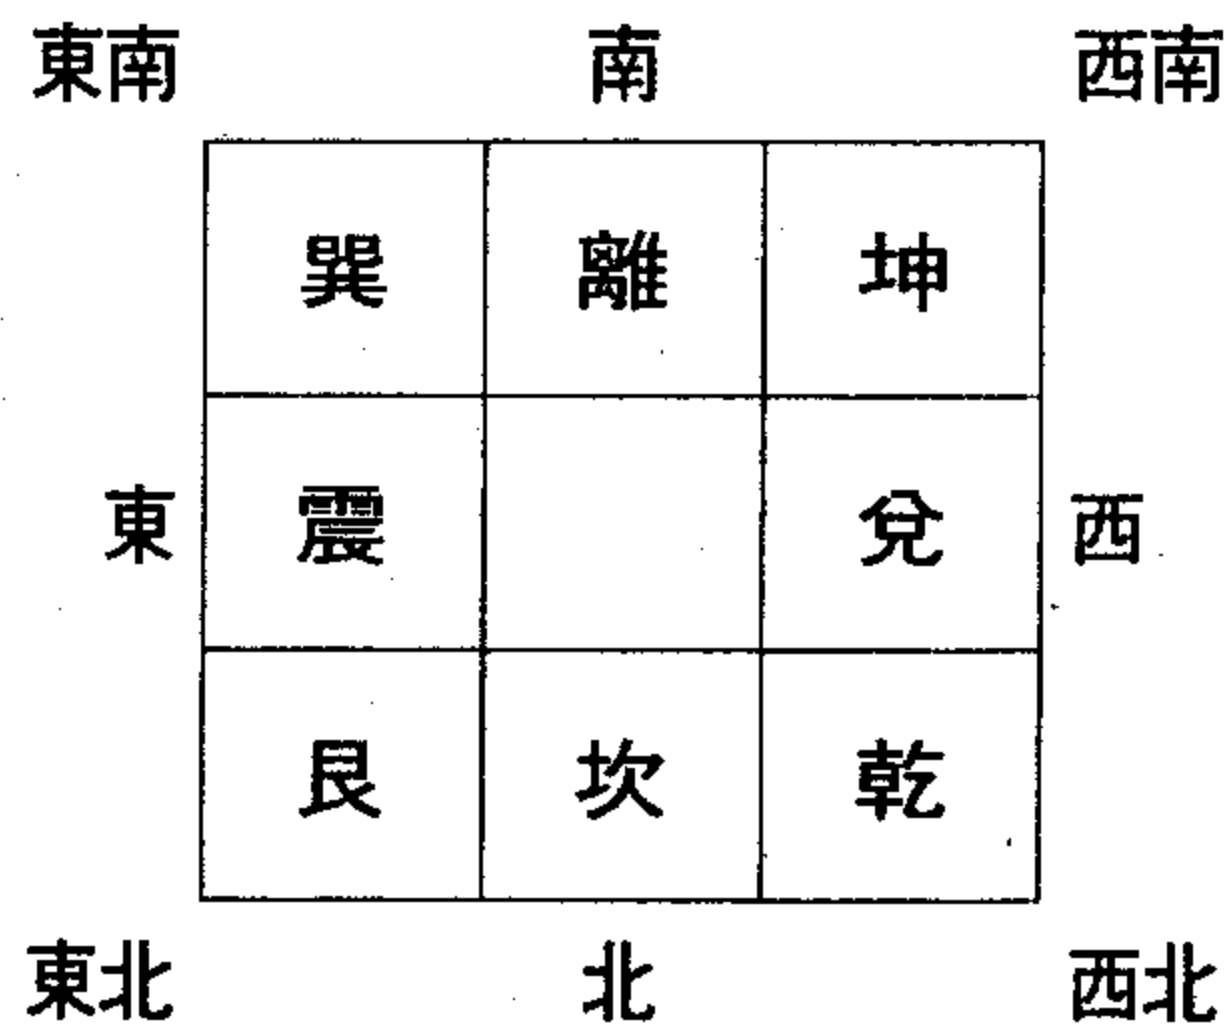 東南 南 西南
巽 離 坤
東 震 兌 西
艮 坎 乾
東北 北 西北